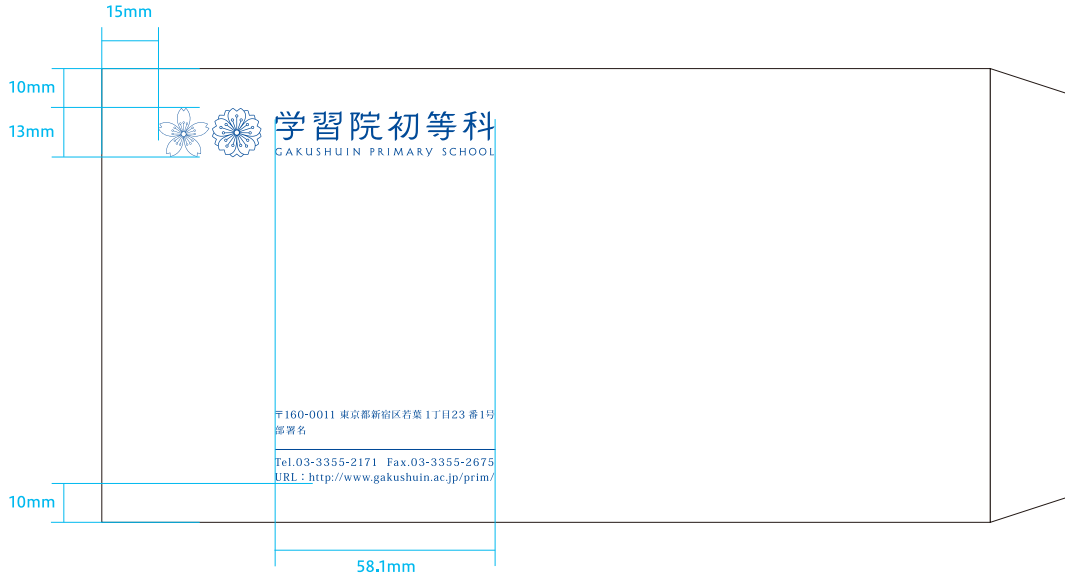 15mm
10mm
13mm
学習院初等科
GAKUSHUIN PRIMARY SCHOOL
〒160-0011 東京都新宿区若葉1丁目23番1号
部署名
Tel.03-3355-2171 Fax.03-3355-2675
URL：http://www.gakushuin.ac.jp/prim/
10mm
58.1mm